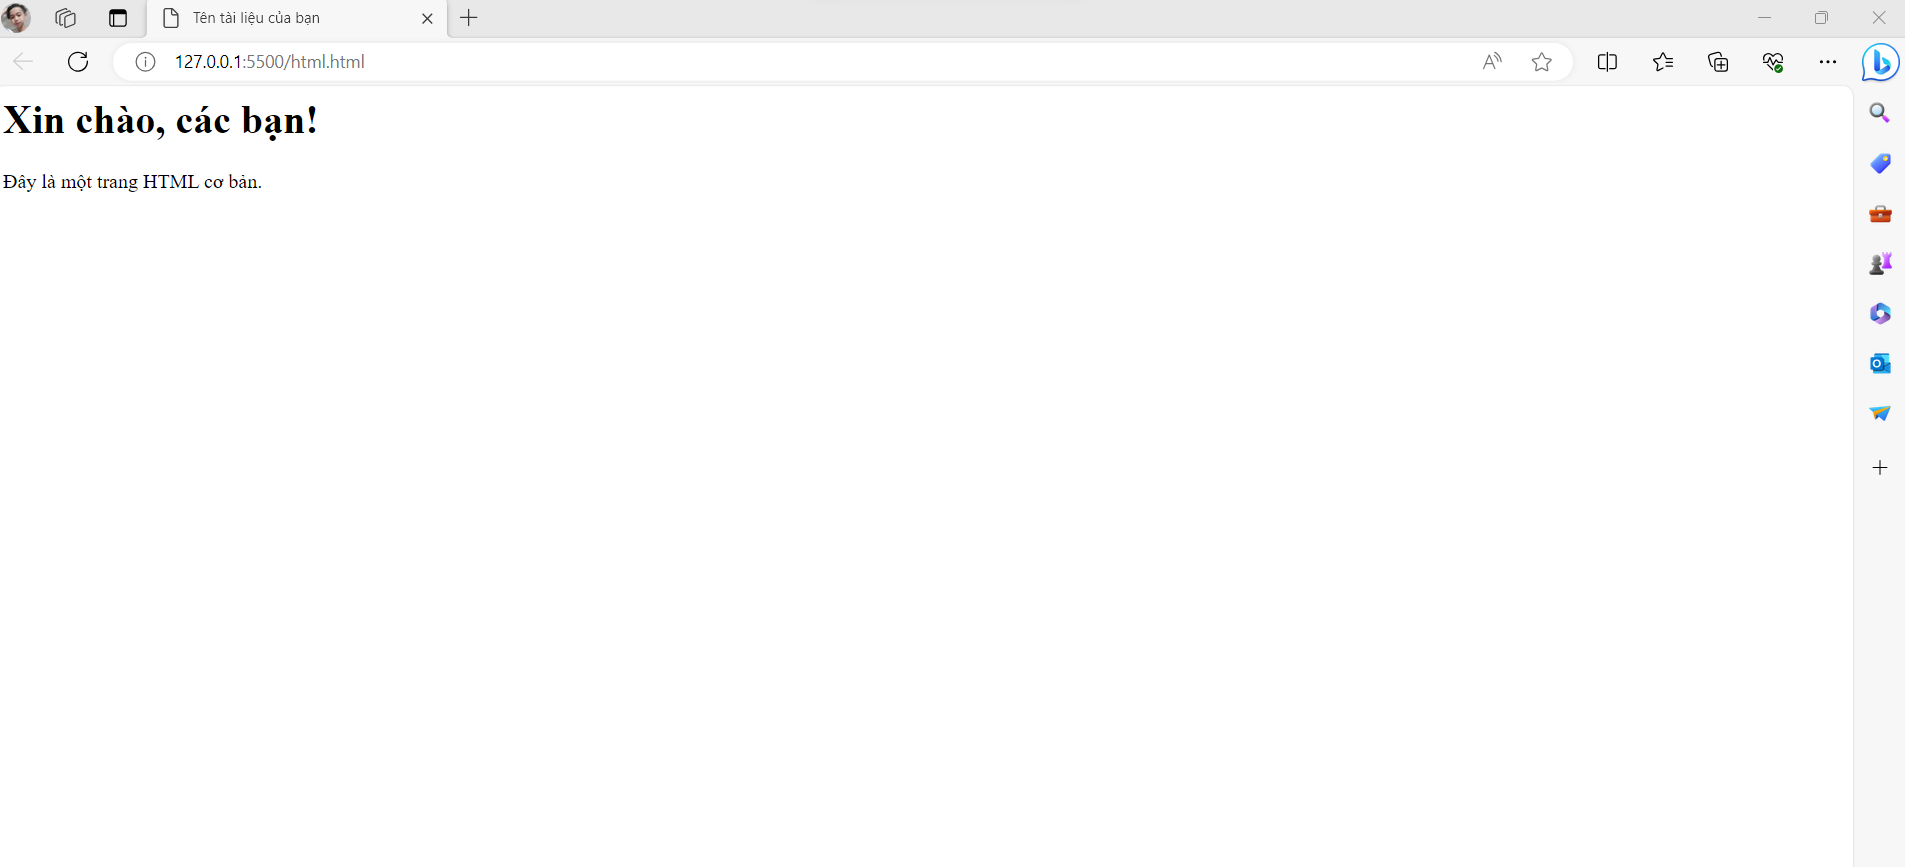 Tên tài liệu của bạn
127.0.0.1:5500/html.html
Xin chào, các bạn!
Đây là một trang HTML cơ bản.